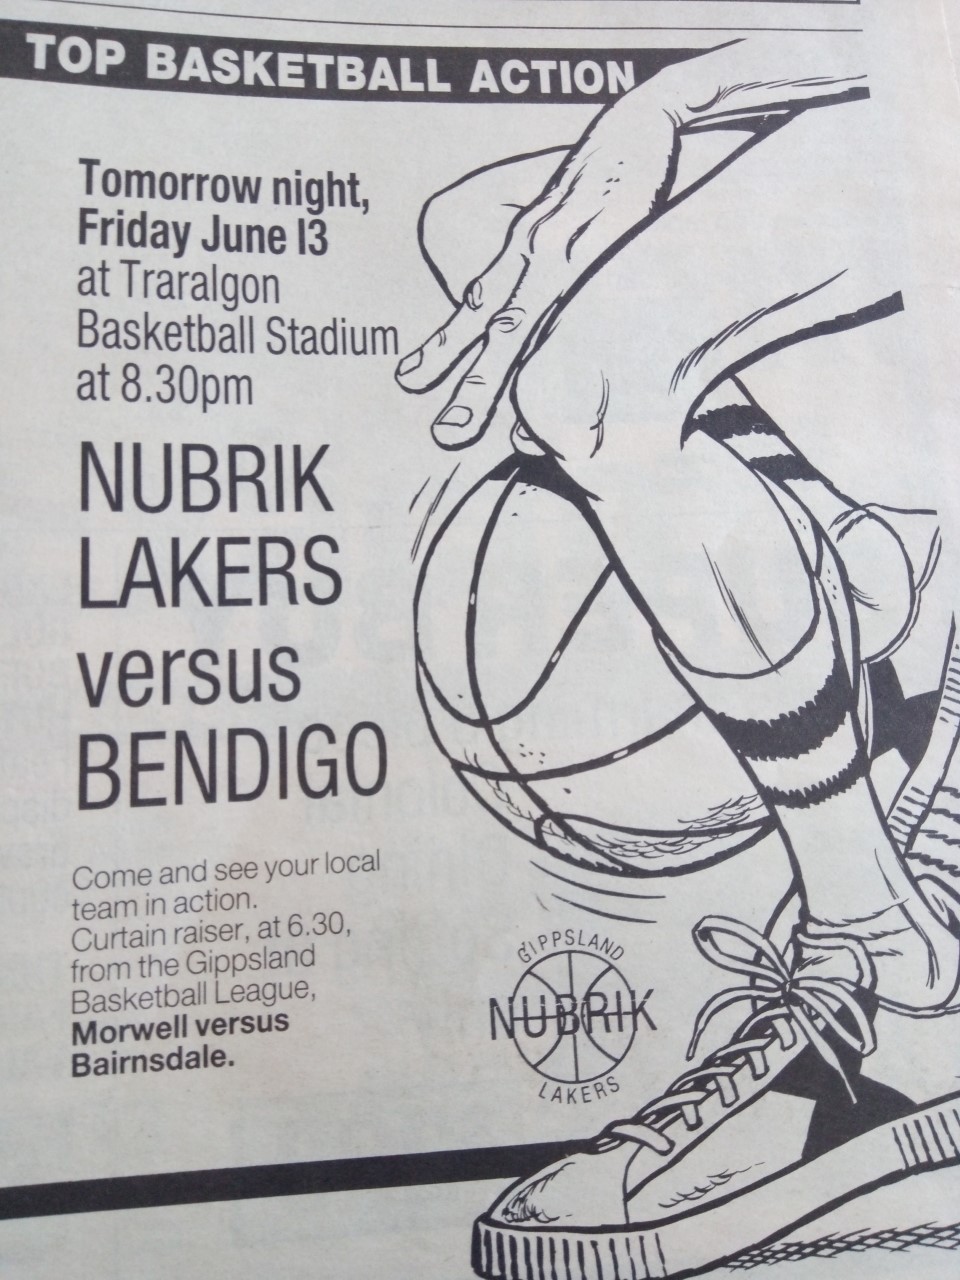 TOP BASKETBALL ACTION
Tomorrow night,
Friday June 13
at Traralgon
Basketball Stadium
at 8.30pm
NUBRIK
LAKERS
versus
BENDIGO
Come and see your local
team in action.
Curtain raiser, at 6.30,
from the Gippsland
Basketball League,
Morwell versus
Bairnsdale.
GIPPSLAND
NUBRIK
LAKERS